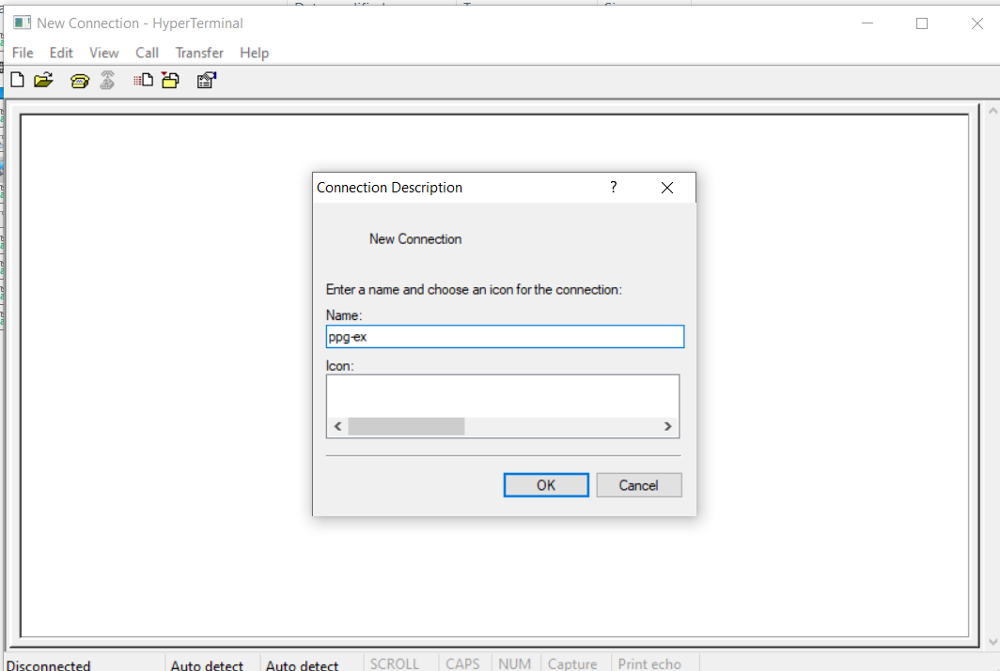 New Connection - HyperTerminal
File Edit View Call Transfer Help
Connection Description ?
New Connection
Enter a name and choose an icon for the connection:
Name:
ppg-ex
Icon:
OK Cancel
Disconnected Auto detect Auto detect SCROLL CAPS NUM Capture Print echo